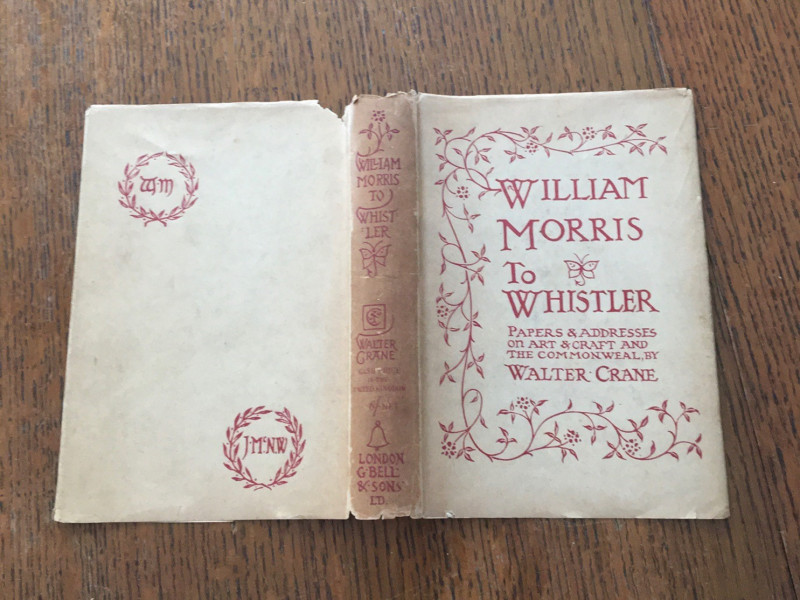 WM
J·McN·W
WILLIAM
MORRIS
TO
WHIST
LER
WALTER
CRANE
LONDON
G·BELL
& SONS
LTD.
WILLIAM
MORRIS
TO
WHISTLER
PAPERS & ADDRESSES
ON ART & CRAFT AND
THE COMMONWEAL, BY
WALTER·CRANE